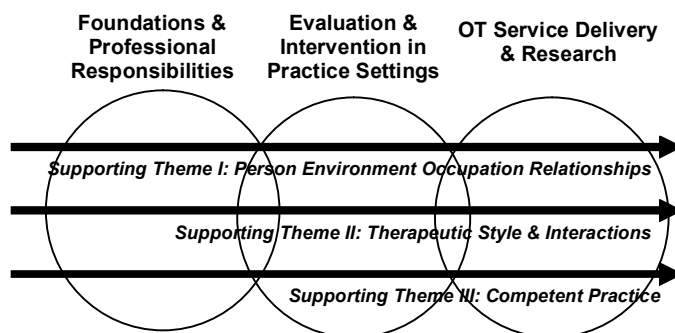 Foundations &
Professional
Responsibilities
Evaluation &
Intervention in
Practice Settings
OT Service Delivery
& Research
Supporting Theme I: Person Environment Occupation Relationships
Supporting Theme II: Therapeutic Style & Interactions
Supporting Theme III: Competent Practice